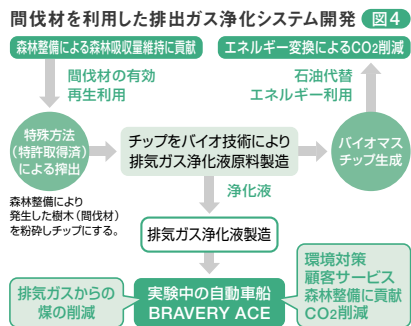 間伐材を利用した排出ガス浄化システム開発 図4
森林整備による森林吸収量維持に貢献
エネルギー変換によるCO2削減
間伐材の有効
再生利用
石油代替
エネルギー利用
特殊方法
(特許取得済)
による搾出
チップをバイオ技術により
排気ガス浄化液原料製造
バイオマス
チップ生成
森林整備により
発生した樹木(間伐材)
を粉砕しチップにする。
浄化液
排気ガス浄化液製造
排気ガスからの
煤の削減
実験中の自動車船
BRAVERY ACE
環境対策
顧客サービス
森林整備に貢献
CO2削減